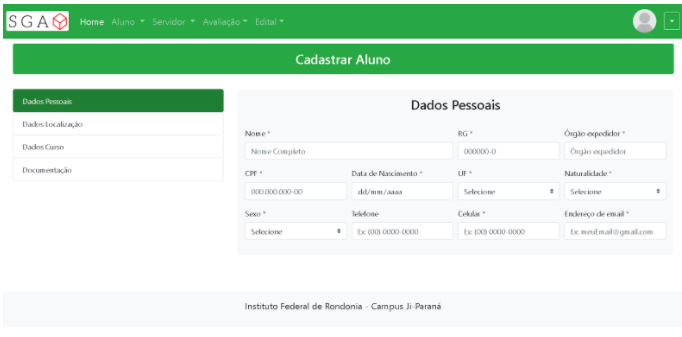 SGA Home Aluno Servidor Avaliação Edital
Cadastrar Aluno
Dados Pessoais
Dados Localização
Dados Curso
Documentação
Dados Pessoais
Nome * RG * Órgão expedidor *
Nome Completo 000000-0 Órgão expedidor
CPF * Data de Nascimento * UF * Naturalidade *
000.000.000-00 dd/mm/aaaa Selecione Selecione
Sexo * Telefone Celular * Endereço de email *
Selecione Ex: (00) 0000-0000 Ex: (00) 0000-0000 Ex: meuEmail@gmail.com
Instituto Federal de Rondonia - Campus Ji-Paraná